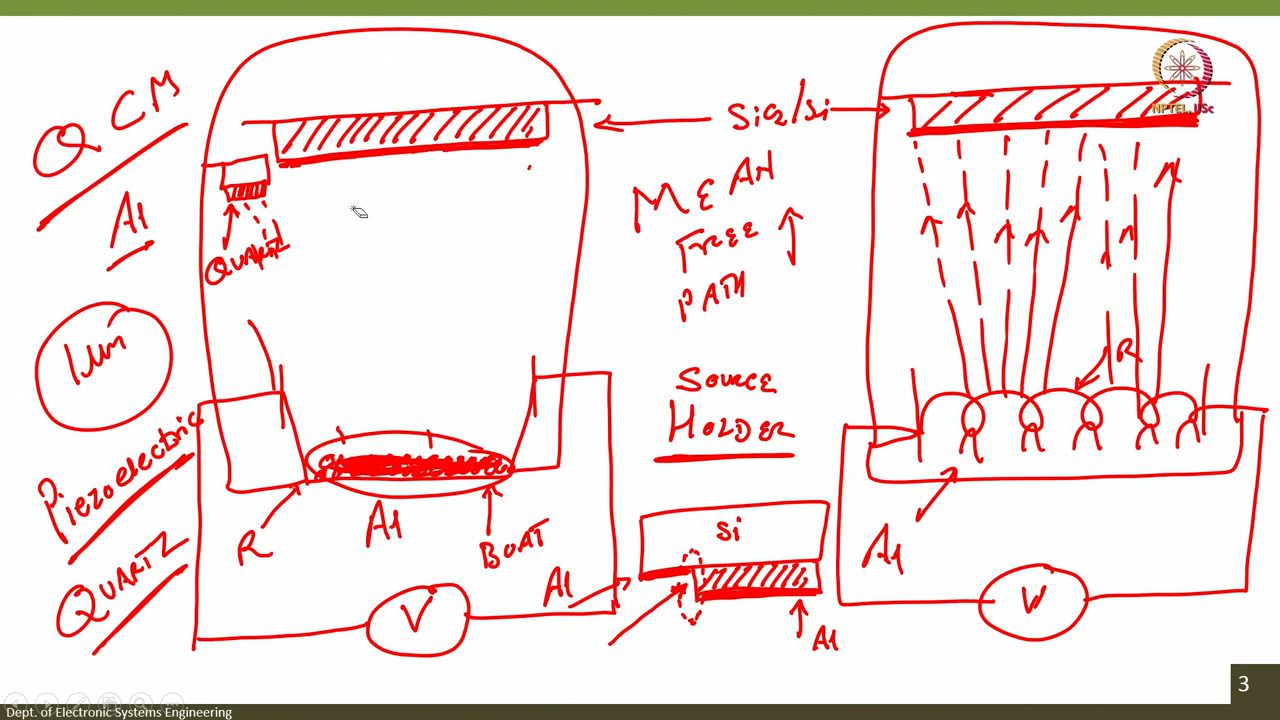 QCM
Al
1μm
Piezoelectric
QUARTZ
QUARTZ
R
Al
BOAT
V
SiO2/Si
MEAN
FREE
PATH
SOURCE
HOLDER
Si
Al
Al
NPTEL IISc
R
Al
V
3
Dept. of Electronic Systems Engineering